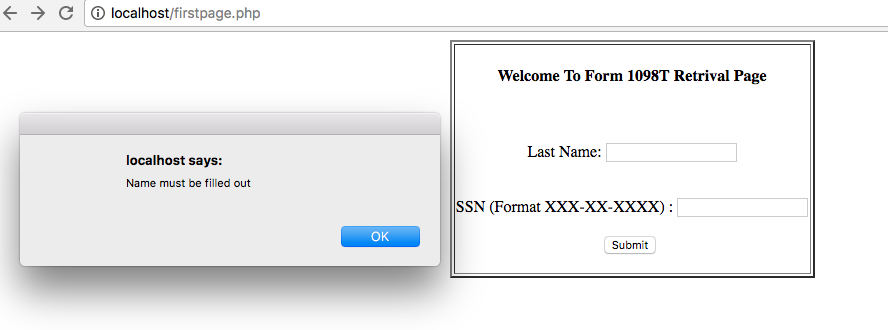 localhost/firstpage.php
Welcome To Form 1098T Retrival Page
localhost says:
Name must be filled out
OK
Last Name:
SSN (Format XXX-XX-XXXX) :
Submit